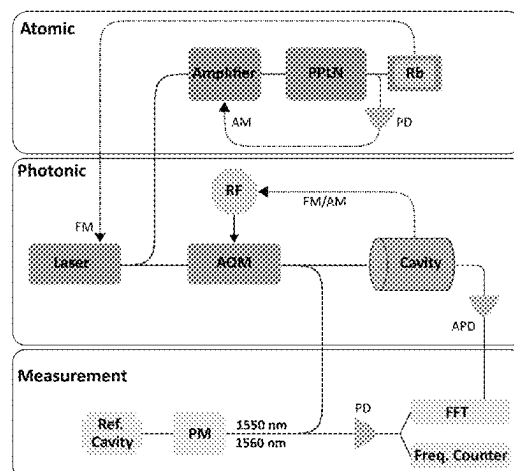 Atomic
Amplifier
PPLN
Rb
AM
PD
Photonic
RF
FM/AM
FM
Laser
AOM
Cavity
APD
Measurement
Ref.
Cavity
PM
1550 nm
1560 nm
PD
FFT
Freq. Counter